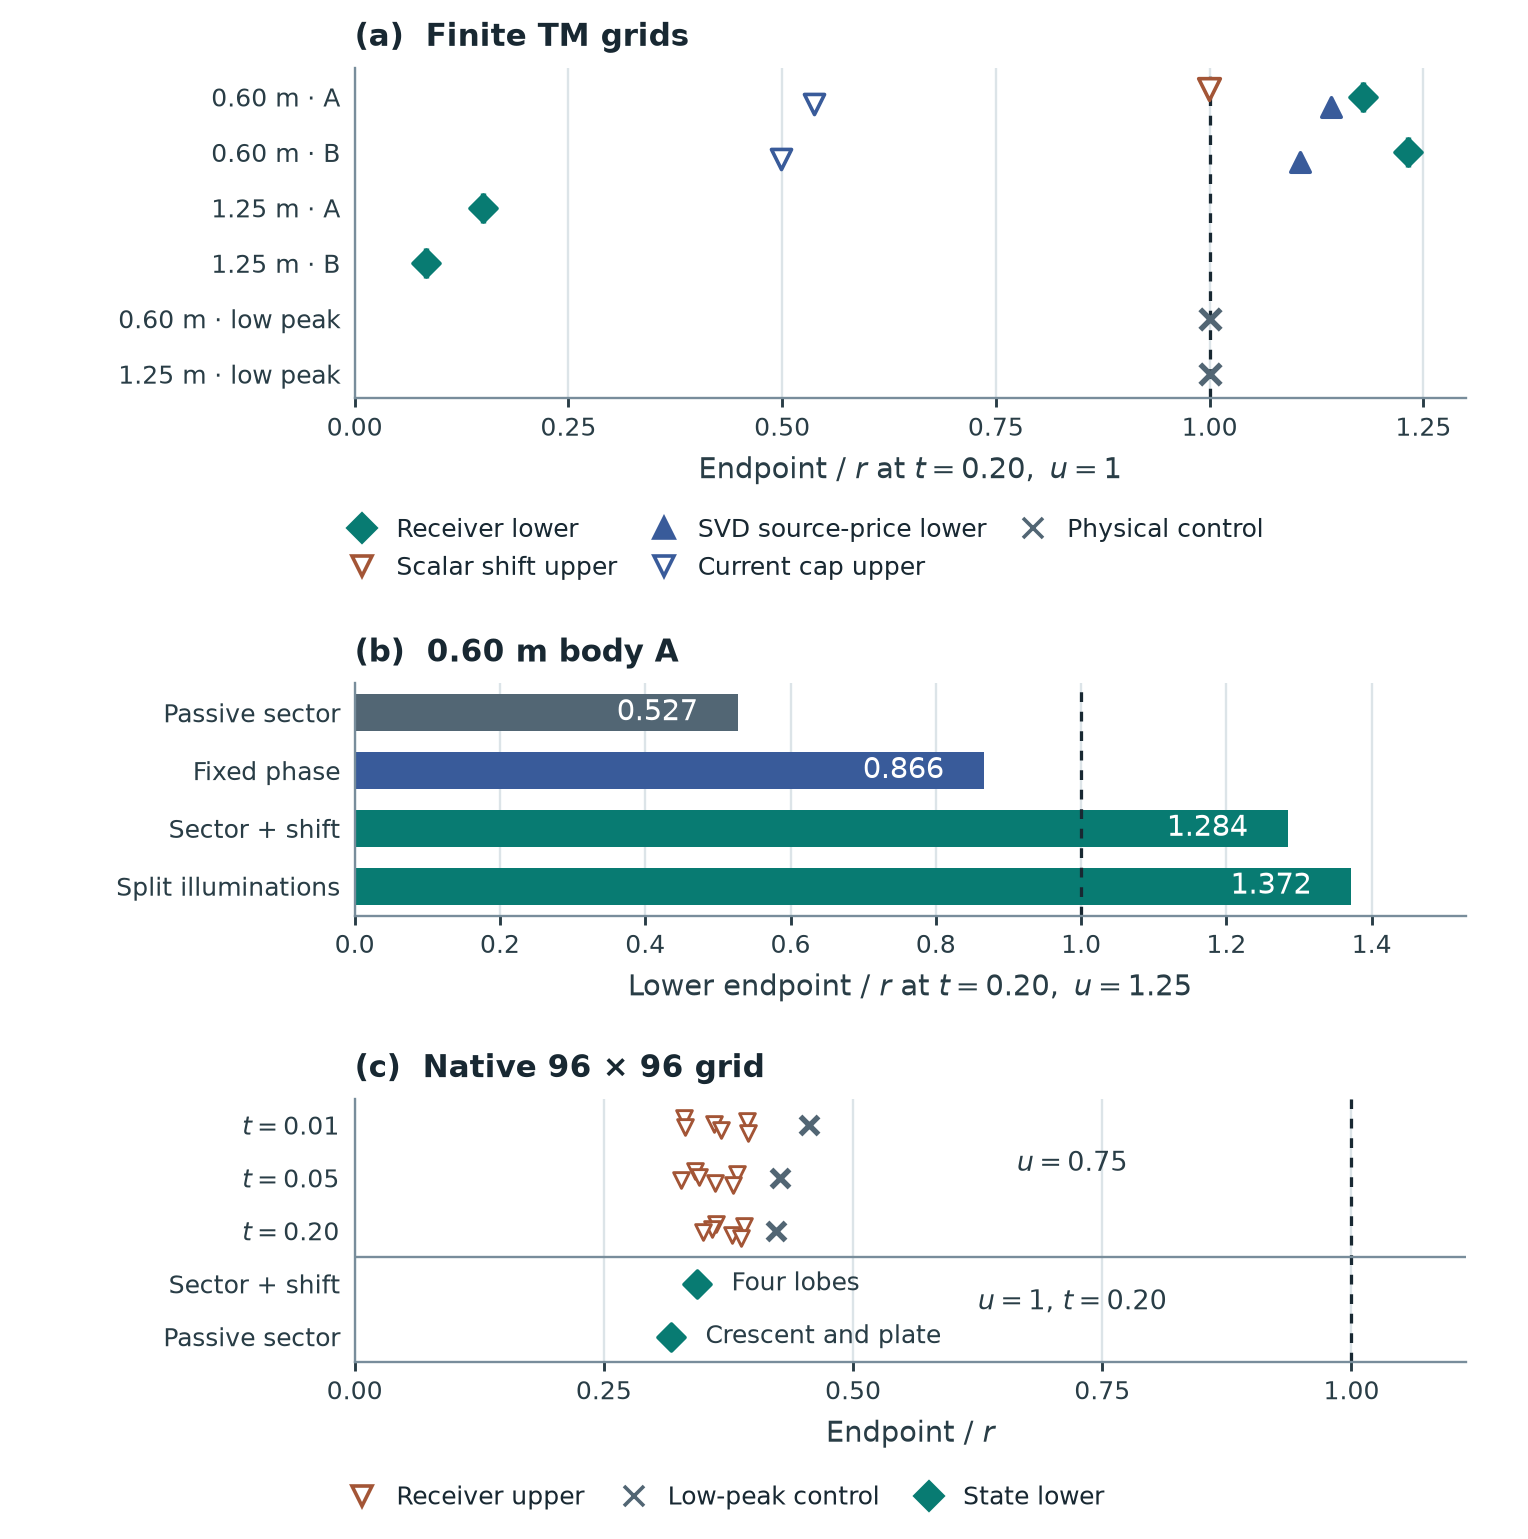 (a) Finite TM grids
0.60 m · A
0.60 m · B
1.25 m · A
1.25 m · B
0.60 m · low peak
1.25 m · low peak
0.00 0.25 0.50 0.75 1.00 1.25
Endpoint / r at t = 0.20, u = 1
Receiver lower SVD source-price lower Physical control
Scalar shift upper Current cap upper
(b) 0.60 m body A
Passive sector 0.527
Fixed phase 0.866
Sector + shift 1.284
Split illuminations 1.372
0.0 0.2 0.4 0.6 0.8 1.0 1.2 1.4
Lower endpoint / r at t = 0.20, u = 1.25
(c) Native 96 × 96 grid
t = 0.01
u = 0.75
t = 0.05
t = 0.20
Sector + shift Four lobes
u = 1, t = 0.20
Passive sector Crescent and plate
0.00 0.25 0.50 0.75 1.00
Endpoint / r
Receiver upper Low-peak control State lower